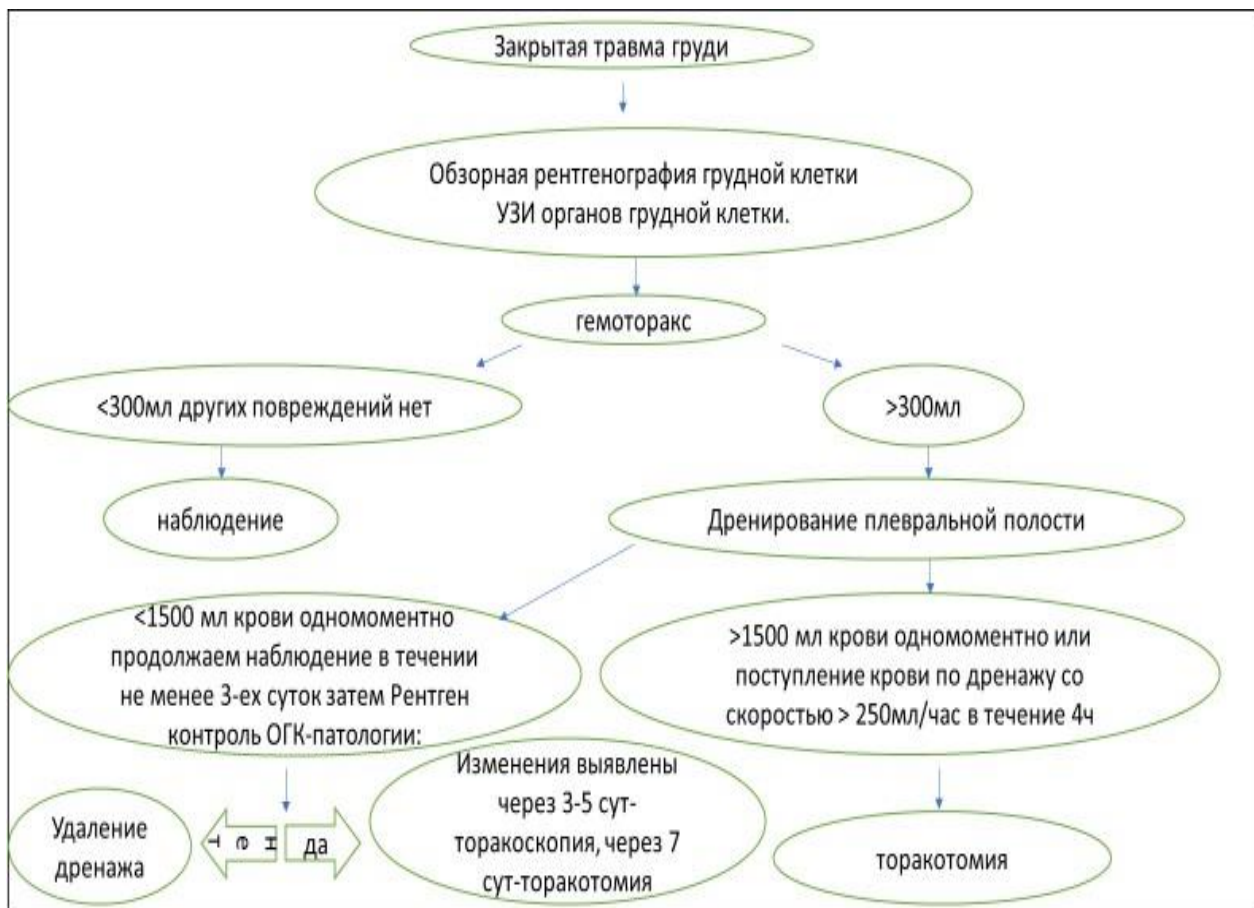 Закрытая травма груди
Обзорная рентгенография грудной клетки
УЗИ органов грудной клетки.
гемоторакс
<300мл других повреждений нет
>300мл
наблюдение
Дренирование плевральной полости
<1500 мл крови одномоментно
продолжаем наблюдение в течении
не менее 3-ех суток затем Рентген
контроль ОГК-патологии:
>1500 мл крови одномоментно или
поступление крови по дренажу со
скоростью > 250мл/час в течение 4ч
Удаление
дренажа
нет
да
Изменения выявлены
через 3-5 сут-
торакоскопия, через 7
сут-торакотомия
торакотомия